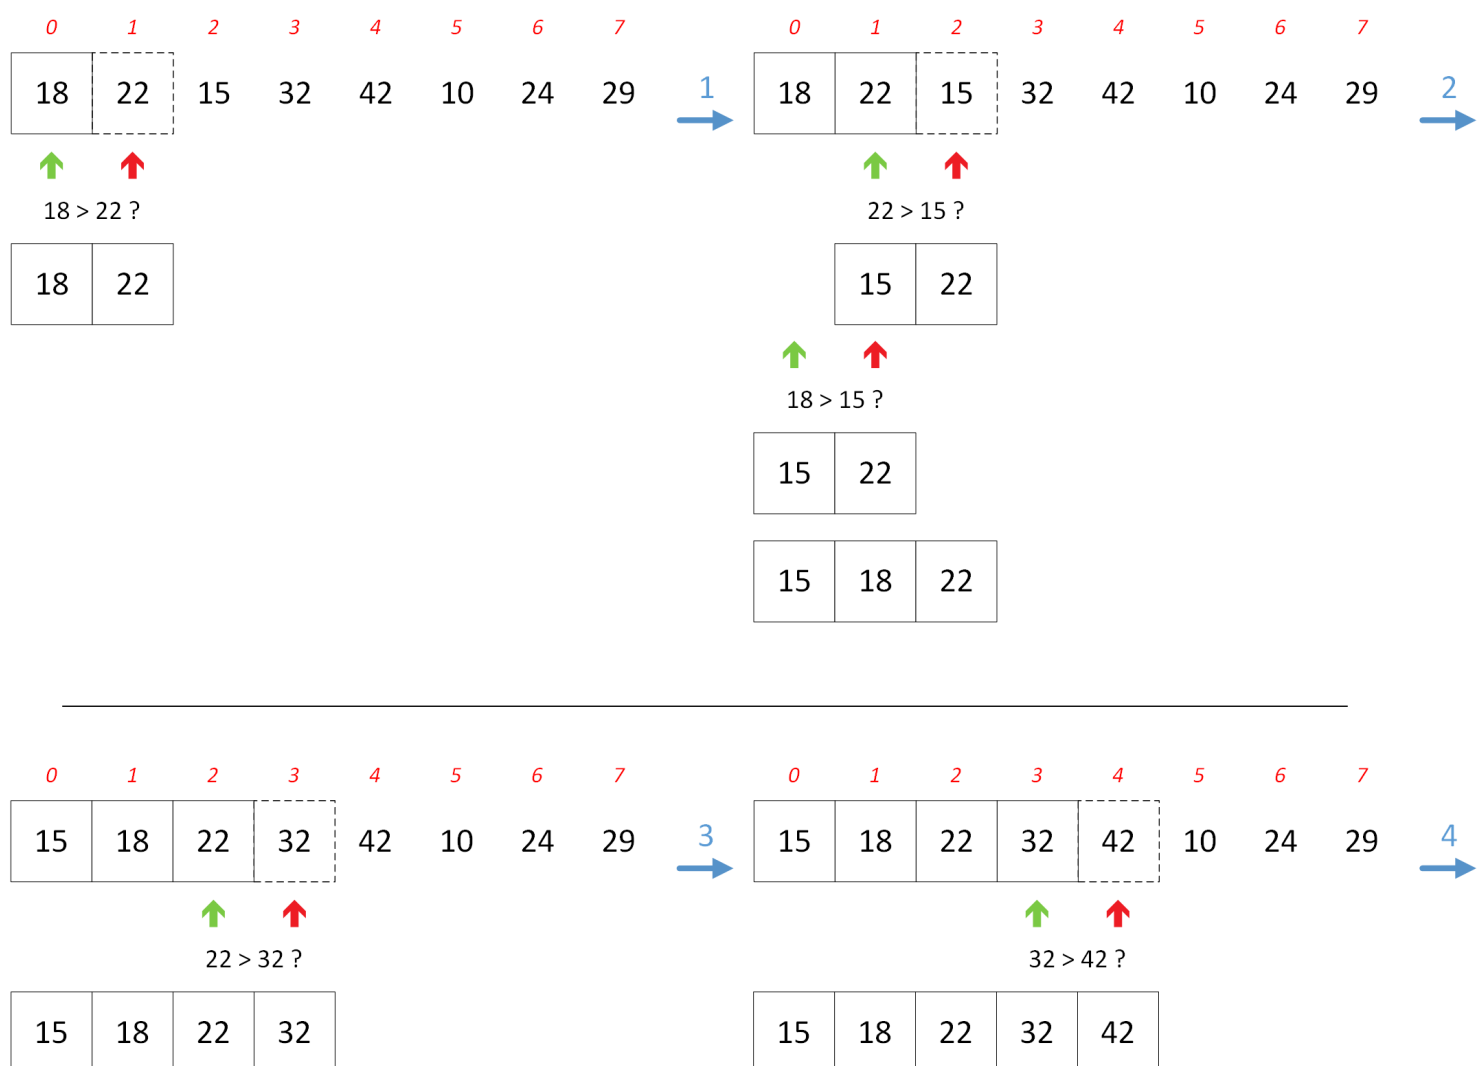 0 1 2 3 4 5 6 7
18 22 15 32 42 10 24 29
1
18 > 22 ?
18 22
0 1 2 3 4 5 6 7
18 22 15 32 42 10 24 29
2
22 > 15 ?
15 22
18 > 15 ?
15 22
15 18 22
0 1 2 3 4 5 6 7
15 18 22 32 42 10 24 29
3
22 > 32 ?
15 18 22 32
0 1 2 3 4 5 6 7
15 18 22 32 42 10 24 29
4
32 > 42 ?
15 18 22 32 42